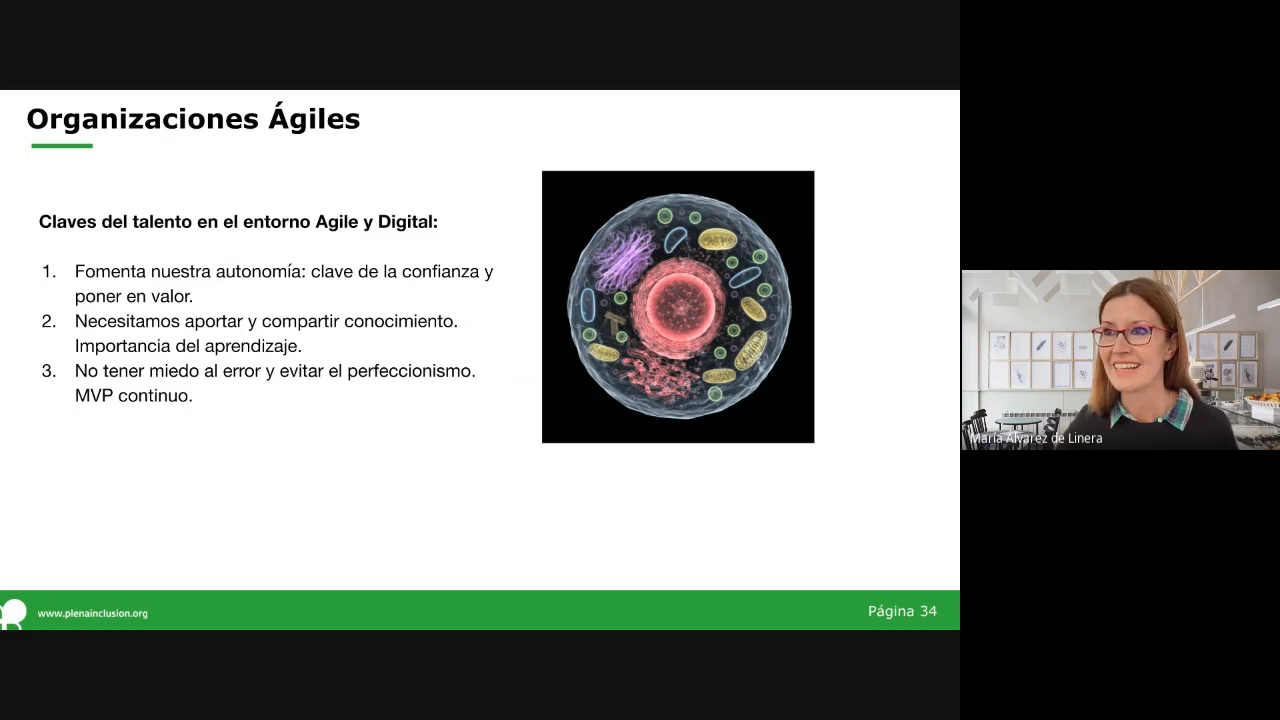 Organizaciones Ágiles
Claves del talento en el entorno Agile y Digital:
1. Fomenta nuestra autonomía: clave de la confianza y
poner en valor.
2. Necesitamos aportar y compartir conocimiento.
Importancia del aprendizaje.
3. No tener miedo al error y evitar el perfeccionismo.
MVP continuo.
María Álvarez de Linera
www.plenainclusion.org
Página 34